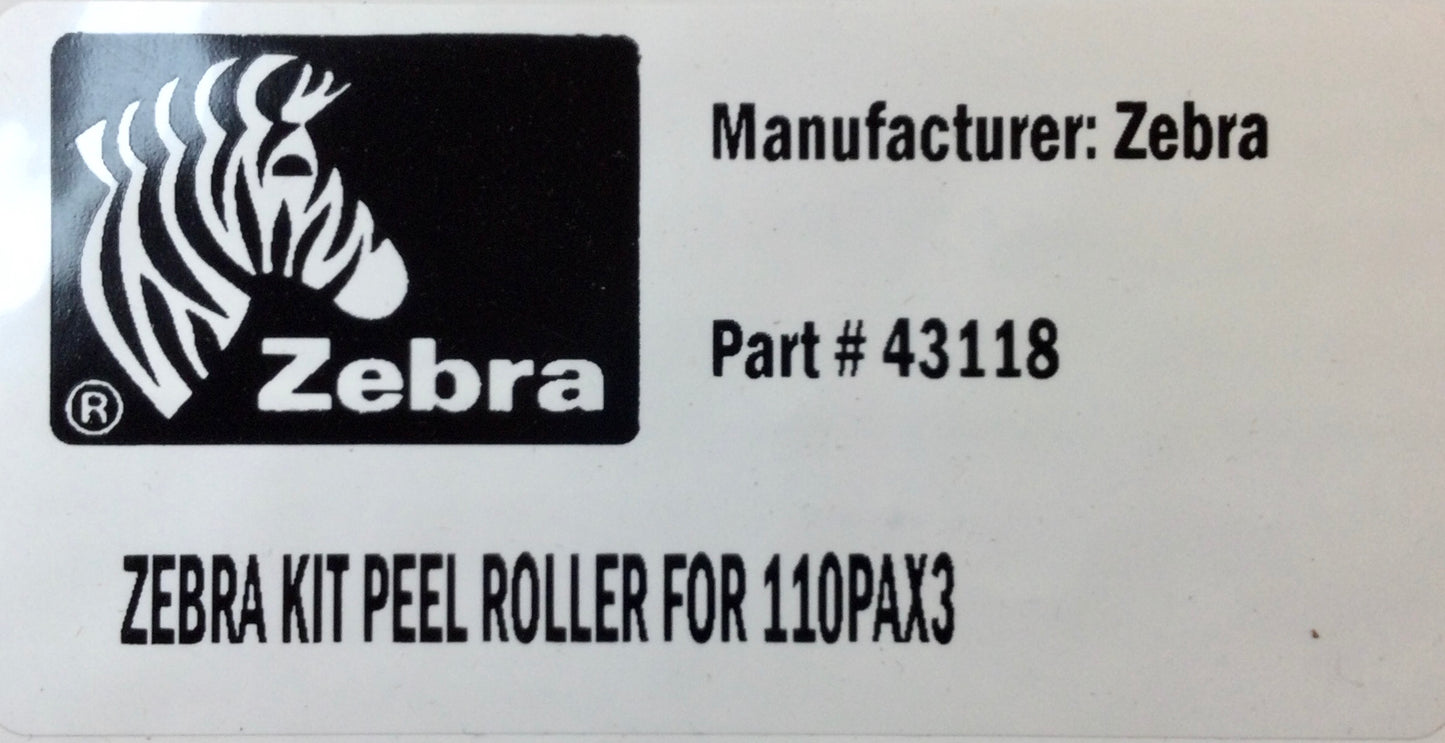 Manufacturer: Zebra
Zebra
®
Part # 43118
ZEBRA KIT PEEL ROLLER FOR 110PAX3